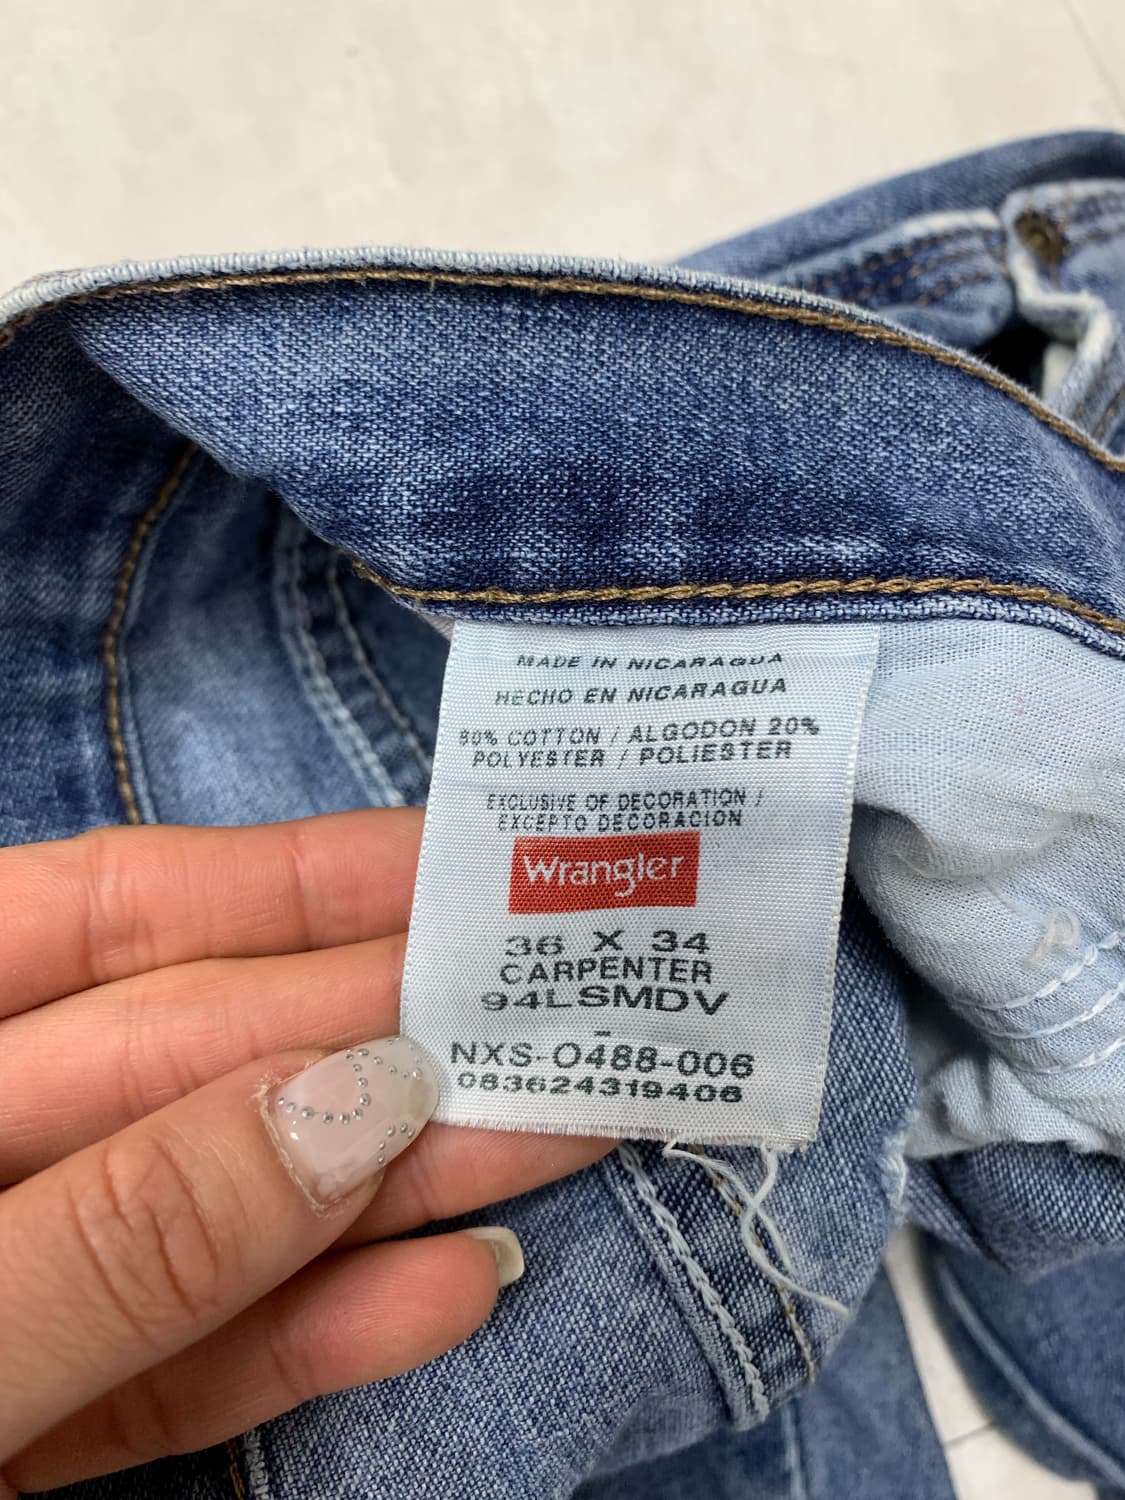 MADE IN NICARAGUA
HECHO EN NICARAGUA
80% COTTON / ALGODON 20%
POLYESTER / POLIESTER
EXCLUSIVE OF DECORATION /
EXCEPTO DECORACION
Wrangler
36 X 34
CARPENTER
94LSMDV
-
NXS-0488-006
083624319406